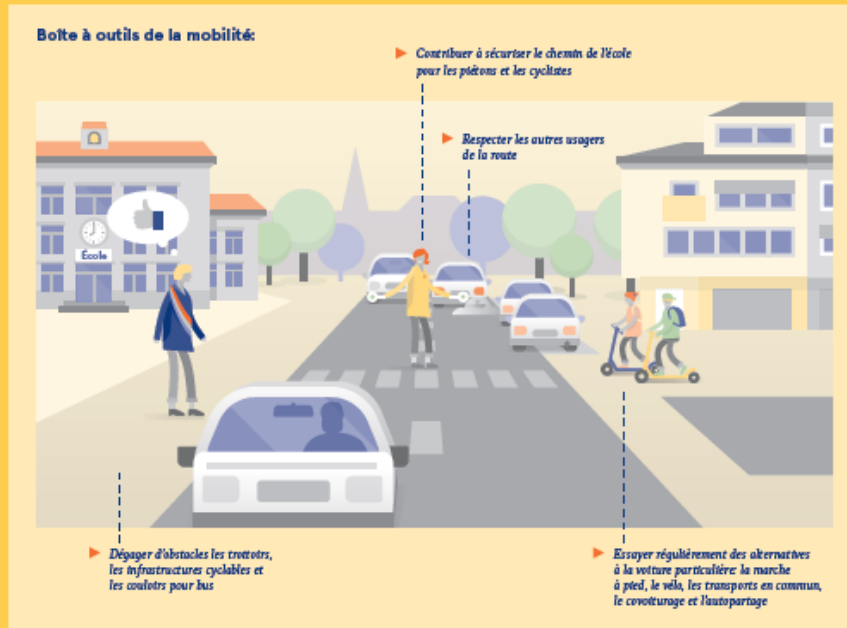 Boîte à outils de la mobilité:
Contribuer à sécuriser le chemin de l'école
pour les piétons et les cyclistes
Respecter les autres usagers
de la route
École
Dégager d'obstacles les trottoirs,
les infrastructures cyclables et
les couloirs pour bus
Essayer régulièrement des alternatives
à la voiture particulière: la marche
à pied, le vélo, les transports en commun,
le covoiturage et l'autopartage